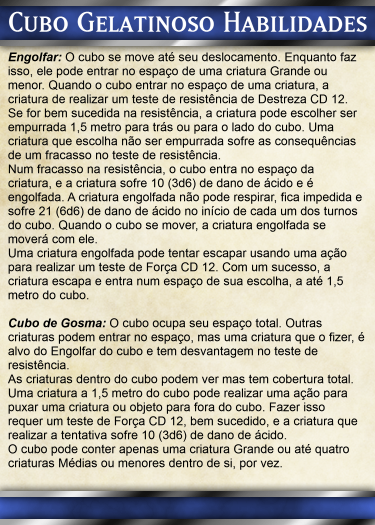 Cubo Gelatinoso Habilidades
Engolfar: O cubo se move até seu deslocamento. Enquanto faz
isso, ele pode entrar no espaço de uma criatura Grande ou
menor. Quando o cubo entrar no espaço de uma criatura, a
criatura de realizar um teste de resistência de Destreza CD 12.
Se for bem sucedida na resistência, a criatura pode escolher ser
empurrada 1,5 metro para trás ou para o lado do cubo. Uma
criatura que escolha não ser empurrada sofre as consequências
de um fracasso no teste de resistência.
Num fracasso na resistência, o cubo entra no espaço da
criatura, e a criatura sofre 10 (3d6) de dano de ácido e é
engolfada. A criatura engolfada não pode respirar, fica impedida e
sofre 21 (6d6) de dano de ácido no início de cada um dos turnos
do cubo. Quando o cubo se mover, a criatura engolfada se
moverá com ele.
Uma criatura engolfada pode tentar escapar usando uma ação
para realizar um teste de Força CD 12. Com um sucesso, a
criatura escapa e entra num espaço de sua escolha, a até 1,5
metro do cubo.
Cubo de Gosma: O cubo ocupa seu espaço total. Outras
criaturas podem entrar no espaço, mas uma criatura que o fizer, é
alvo do Engolfar do cubo e tem desvantagem no teste de
resistência.
As criaturas dentro do cubo podem ver mas tem cobertura total.
Uma criatura a 1,5 metro do cubo pode realizar uma ação para
puxar uma criatura ou objeto para fora do cubo. Fazer isso
requer um teste de Força CD 12, bem sucedido, e a criatura que
realizar a tentativa sofre 10 (3d6) de dano de ácido.
O cubo pode conter apenas uma criatura Grande ou até quatro
criaturas Médias ou menores dentro de si, por vez.